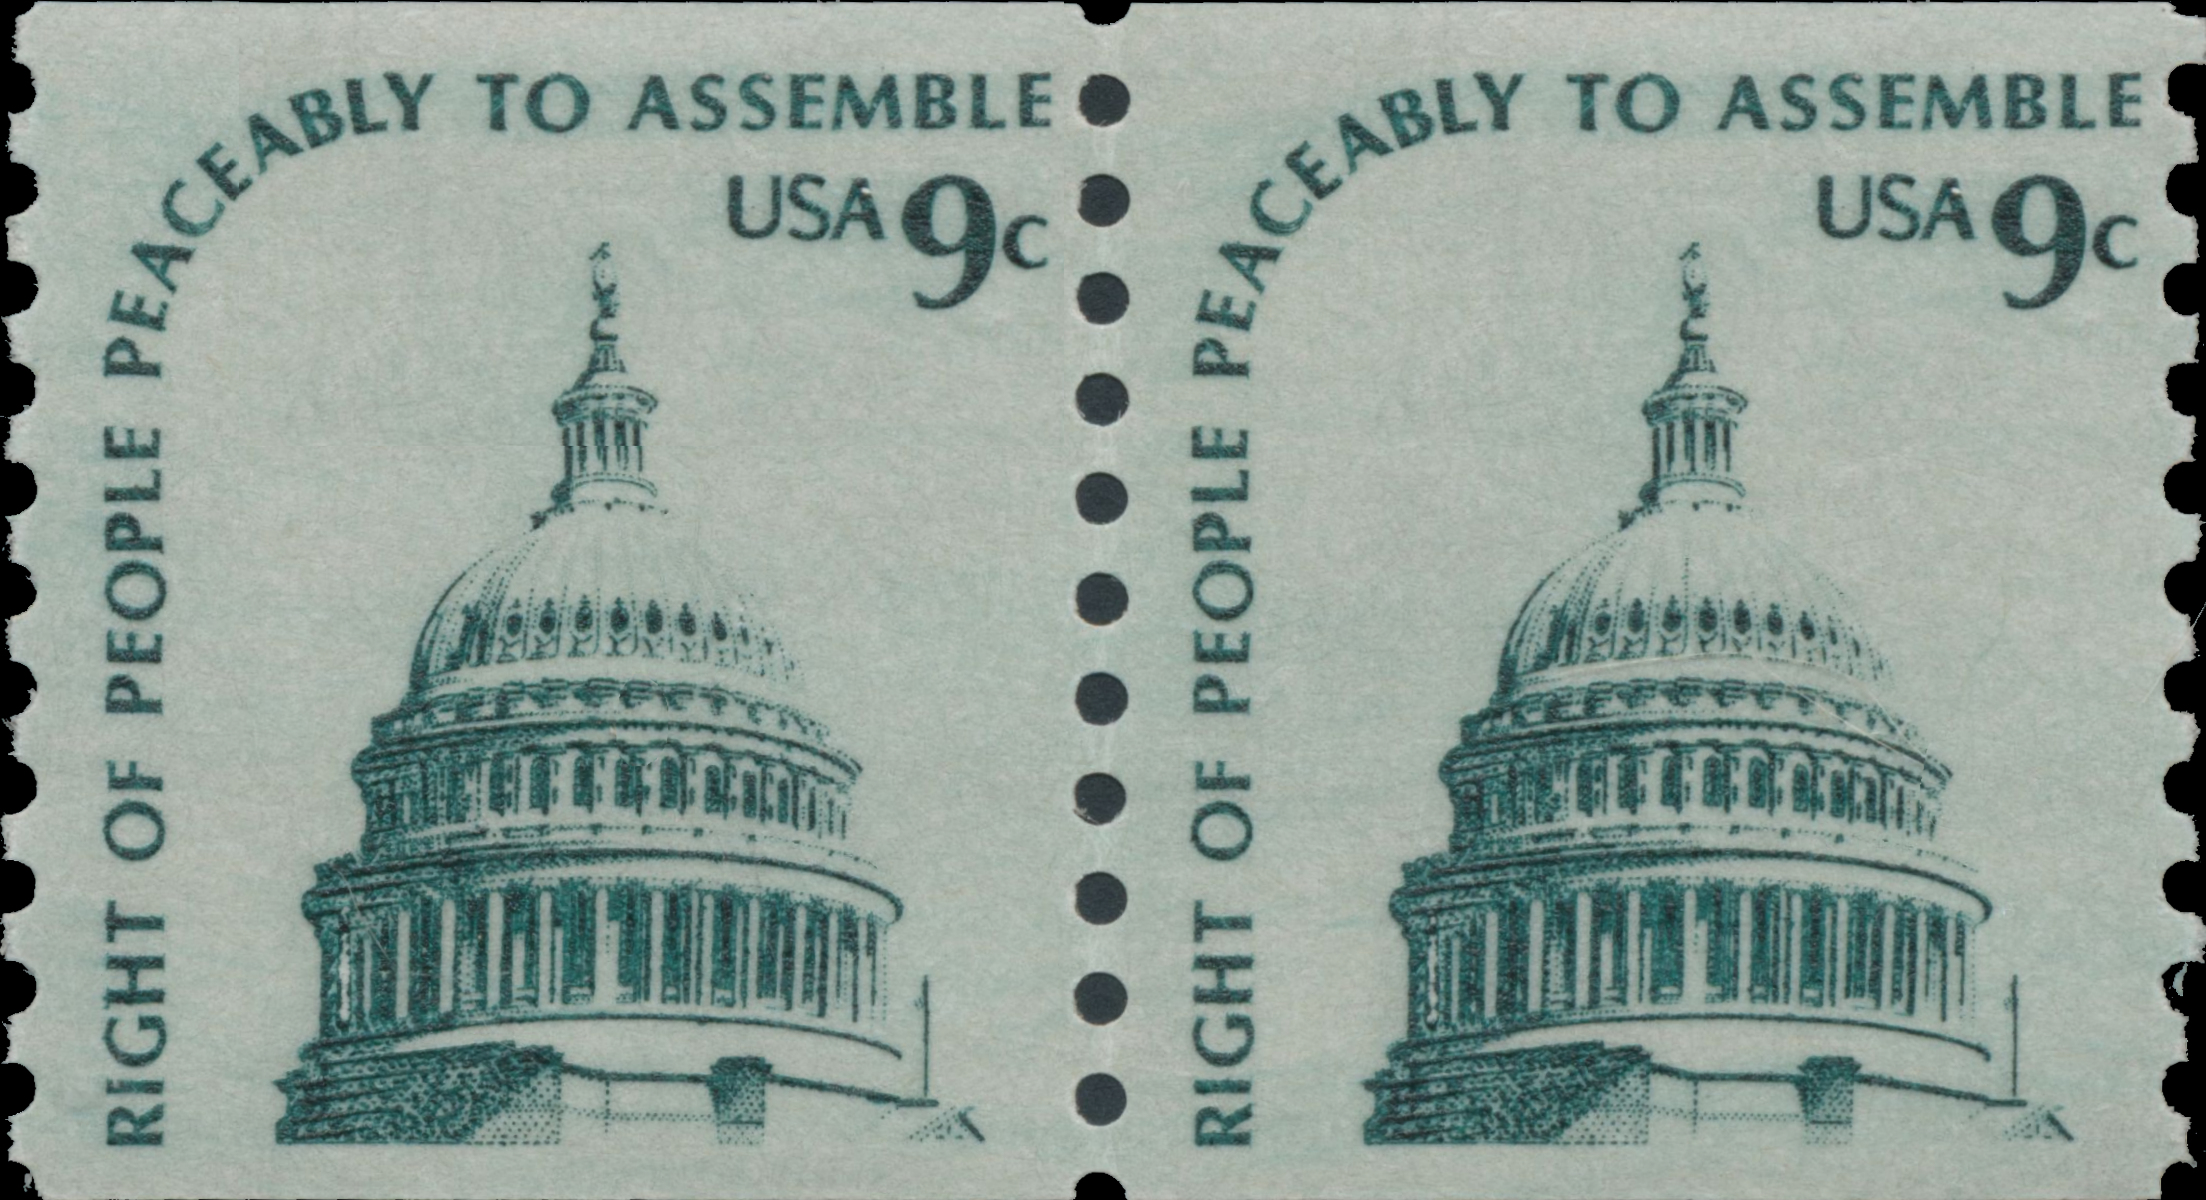 RIGHT OF PEOPLE PEACEABLY TO ASSEMBLE
USA 9c
RIGHT OF PEOPLE PEACEABLY TO ASSEMBLE
USA 9c